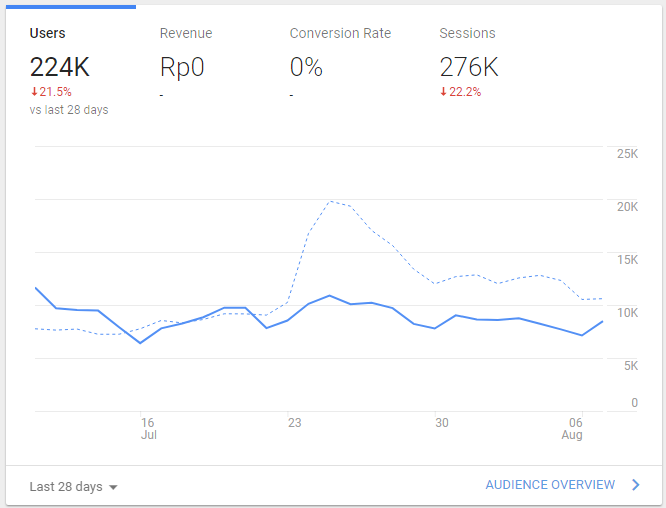 Users Revenue Conversion Rate Sessions
224K Rp0 0% 276K
↓21.5% - - ↓22.2%
vs last 28 days
25K
20K
15K
10K
5K
0
16 23 30 06
Jul Aug
Last 28 days
AUDIENCE OVERVIEW